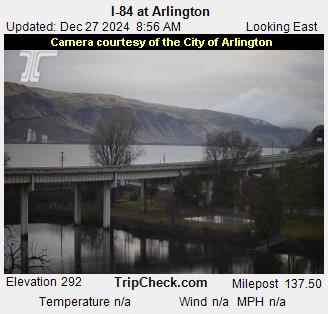 I-84 at Arlington
Updated: Dec 27 2024 8:56 AM Looking East
Camera courtesy of the City of Arlington
Elevation 292 TripCheck.com Milepost 137.50
Temperature n/a Wind n/a MPH n/a